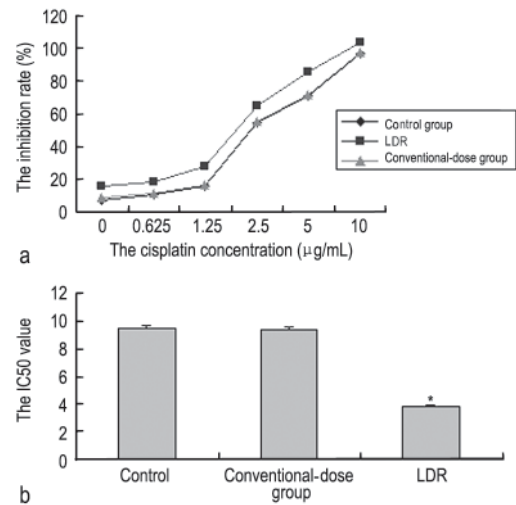 120
100
80
60
40
20
0
The inhibition rate (%)
Control group
LDR
Conventional-dose group
0 0.625 1.25 2.5 5 10
The cisplatin concentration (μg/mL)
a
12
10
8
6
4
2
0
The IC50 value
*
Control Conventional-dose group LDR
b